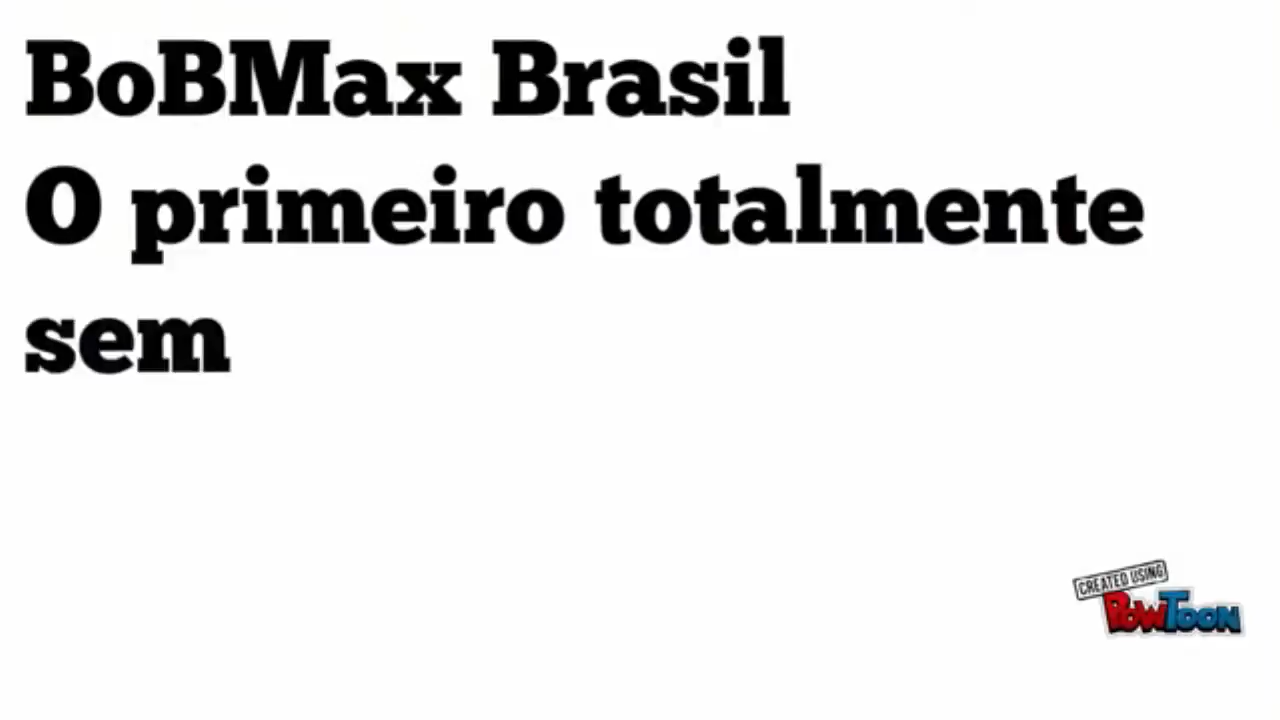 BoBMax Brasil
O primeiro totalmente
sem
CREATED USING
POWTOON